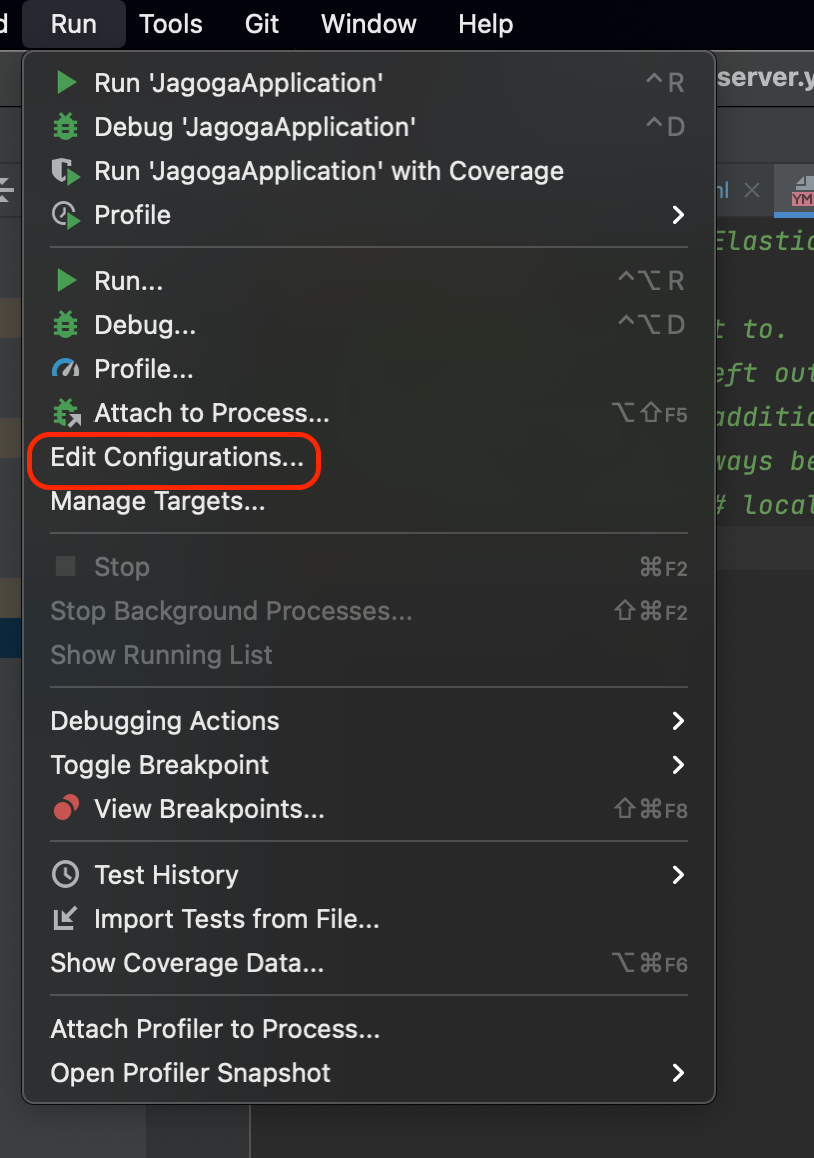 d Run Tools Git Window Help
Run 'JagogaApplication' ^R
server.y
Debug 'JagogaApplication' ^D
Run 'JagogaApplication' with Coverage
YM
Profile
Elastic
Run... ^⌥R
Debug... ^⌥D
t to.
Profile...
eft out
Attach to Process... ⌥⇧F5
additio
Edit Configurations...
ways be
Manage Targets...
# local
Stop ⌘F2
Stop Background Processes... ⇧⌘F2
Show Running List
Debugging Actions
Toggle Breakpoint
View Breakpoints... ⇧⌘F8
Test History
Import Tests from File...
Show Coverage Data... ⌥⌘F6
Attach Profiler to Process...
Open Profiler Snapshot